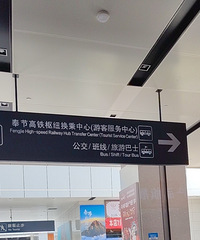 奉节高铁枢纽换乘中心(游客服务中心)
Fengjie High-speed Railway Hub Transfer Center (Tourist Service Center)
公交/班线/旅游巴士
Bus / Shift / Tour Bus